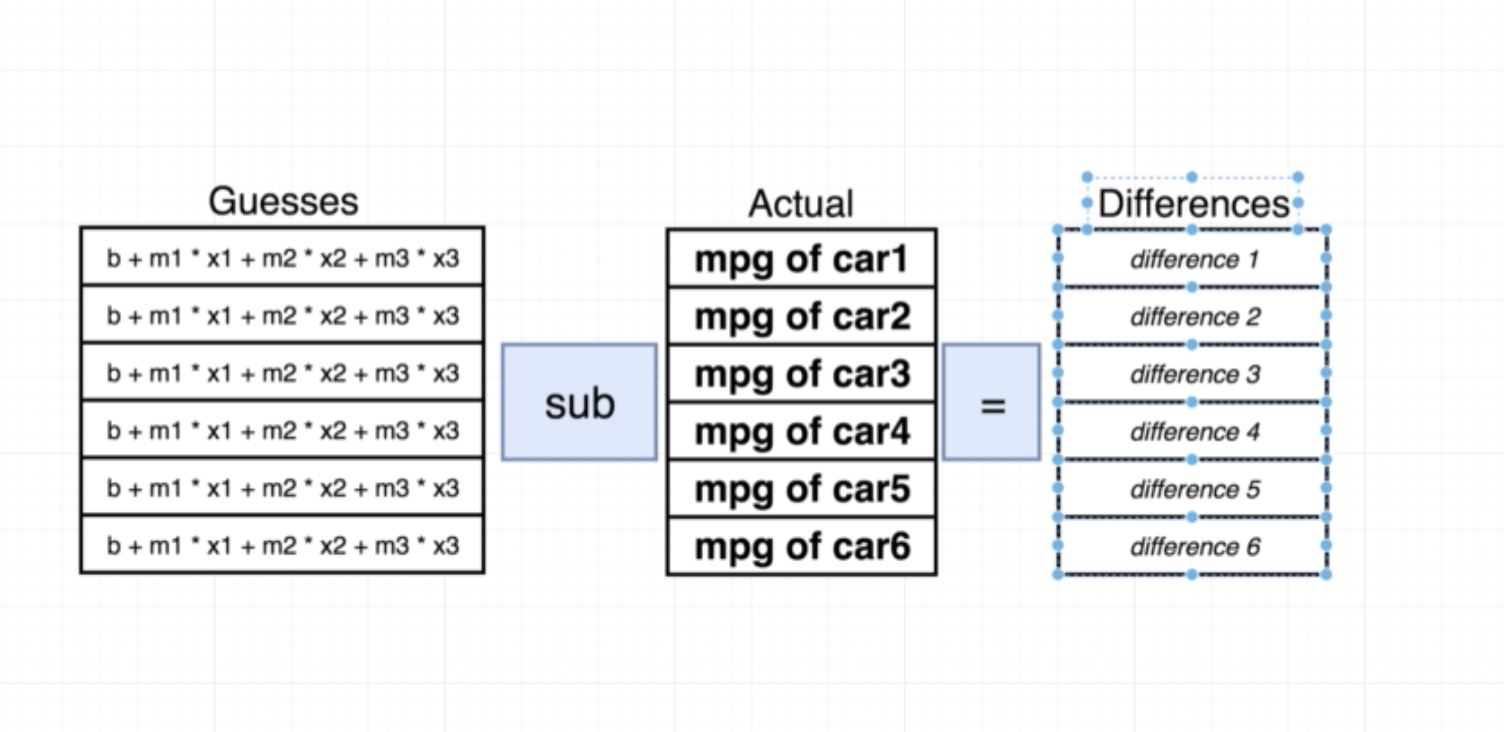 Guesses
b + m1 * x1 + m2 * x2 + m3 * x3
b + m1 * x1 + m2 * x2 + m3 * x3
b + m1 * x1 + m2 * x2 + m3 * x3
b + m1 * x1 + m2 * x2 + m3 * x3
b + m1 * x1 + m2 * x2 + m3 * x3
b + m1 * x1 + m2 * x2 + m3 * x3
sub
Actual
mpg of car1
mpg of car2
mpg of car3
mpg of car4
mpg of car5
mpg of car6
=
Differences
difference 1
difference 2
difference 3
difference 4
difference 5
difference 6